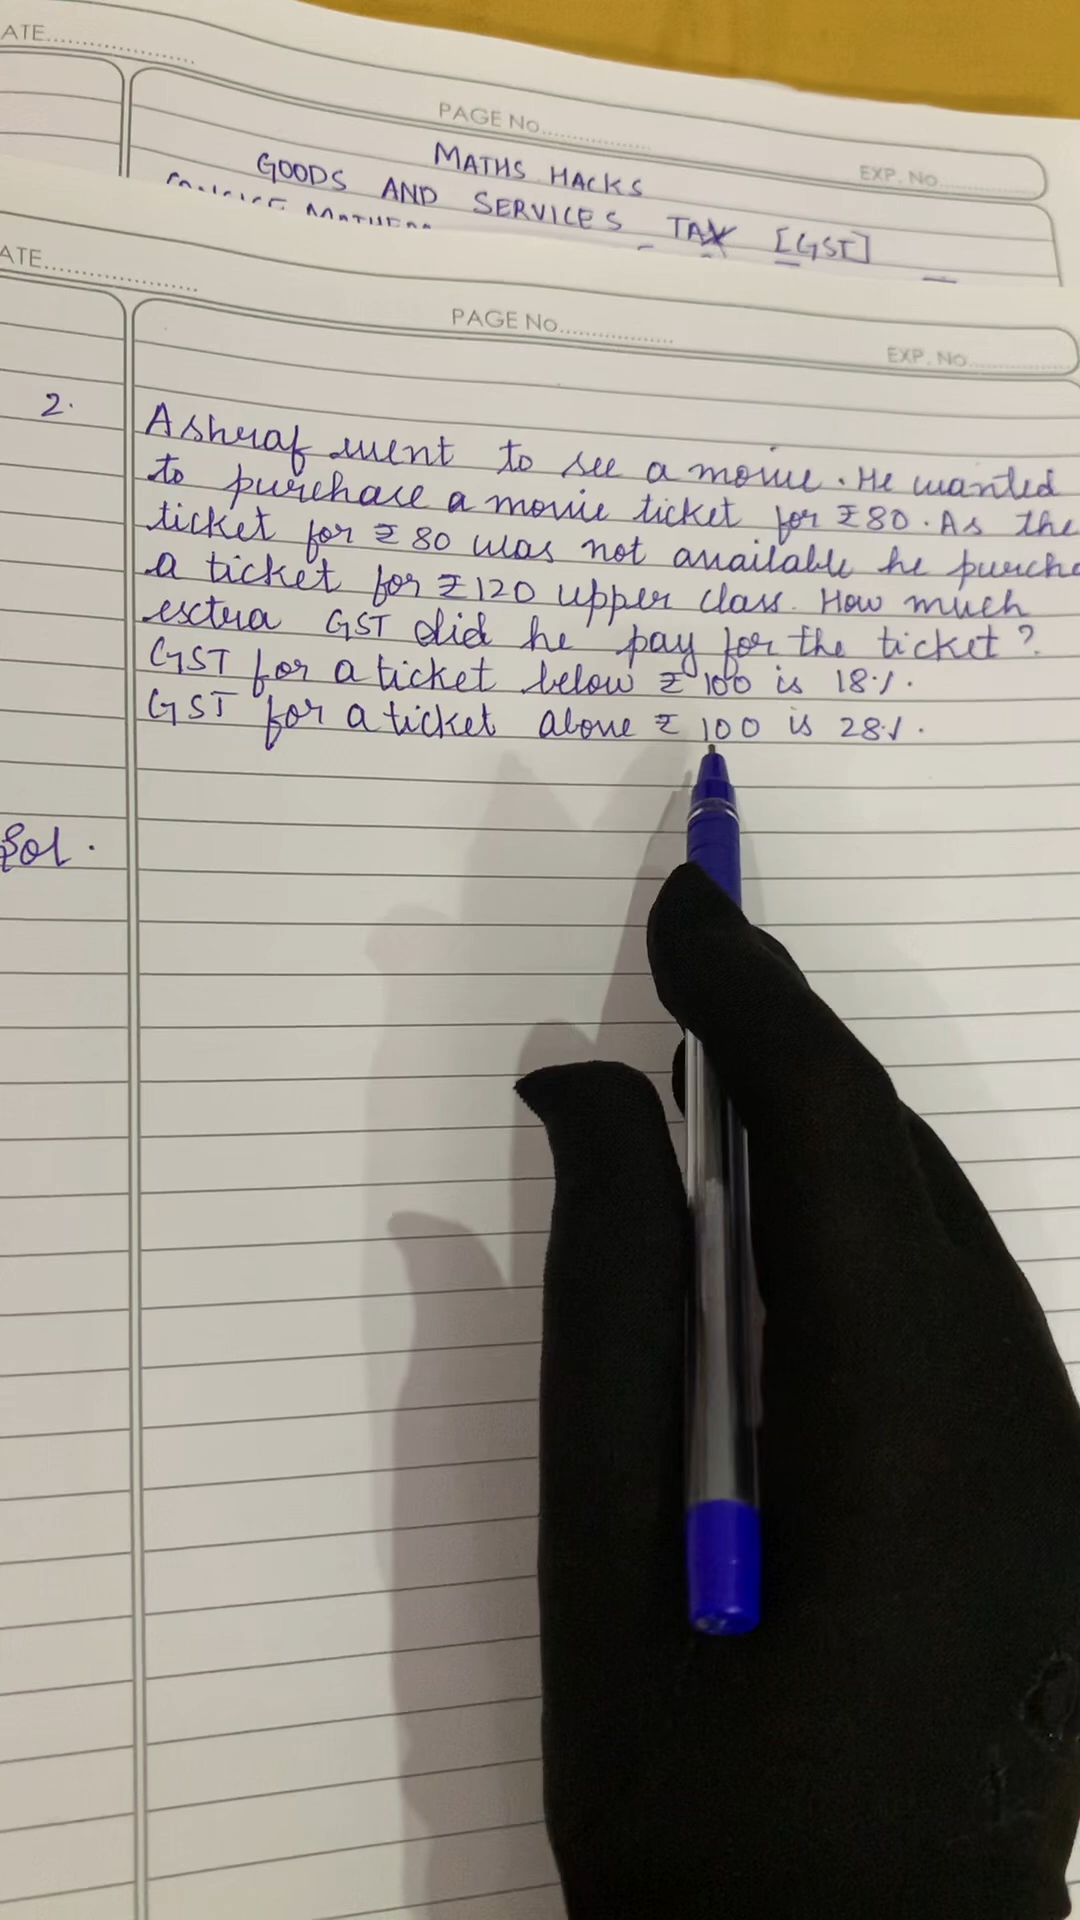 ATE
PAGE No.
EXP. No.
MATHS HACKS
GOODS AND SERVICES TAX [GST]
ATE
PAGE No.
EXP. No.
2. Ashraf went to see a movie. He wanted
to purchase a movie ticket for ₹80. As the
ticket for ₹80 was not available he purcha
a ticket for ₹120 upper class. How much
extra GST did he pay for the ticket?
GST for a ticket below ₹100 is 18%.
GST for a ticket above ₹100 is 28%.
Sol.